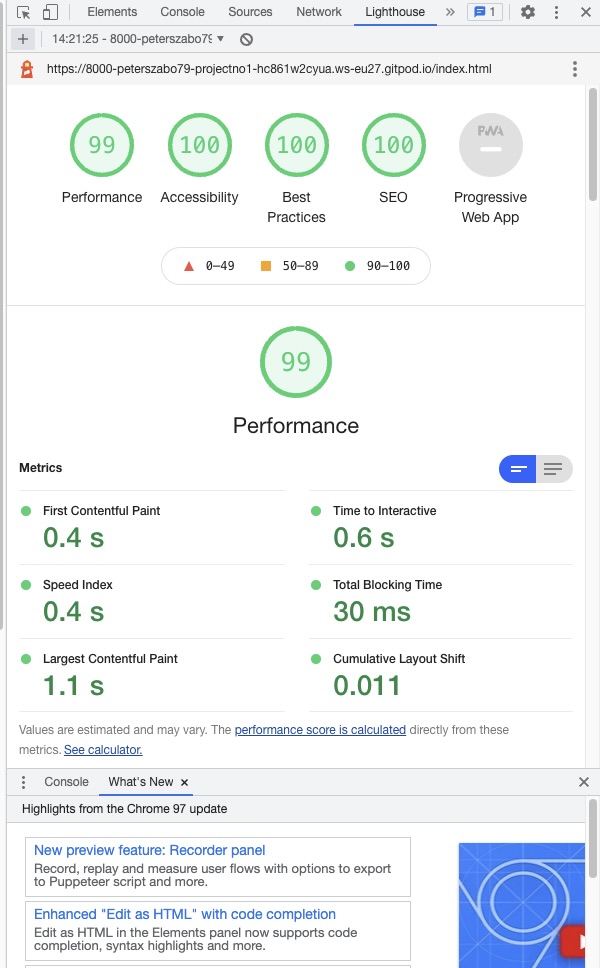 Elements Console Sources Network Lighthouse » 1
+ 14:21:25 - 8000-peterszabo79
https://8000-peterszabo79-projectno1-hc861w2cyua.ws-eu27.gitpod.io/index.html
99 100 100 100 PWA
Performance Accessibility Best Practices SEO Progressive Web App
0–49 50–89 90–100
99
Performance
Metrics
First Contentful Paint
0.4 s
Time to Interactive
0.6 s
Speed Index
0.4 s
Total Blocking Time
30 ms
Largest Contentful Paint
1.1 s
Cumulative Layout Shift
0.011
Values are estimated and may vary. The performance score is calculated directly from these
metrics. See calculator.
Console What's New ×
Highlights from the Chrome 97 update
New preview feature: Recorder panel
Record, replay and measure user flows with options to export
to Puppeteer script and more.
Enhanced "Edit as HTML" with code completion
Edit as HTML in the Elements panel now supports code
completion, syntax highlights and more.